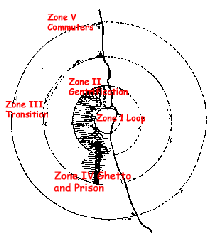 Zone V
Commuters
Zone II
Gentrification
Zone III
Transition
Zone I Loop
Zone IV Ghetto
and Prison